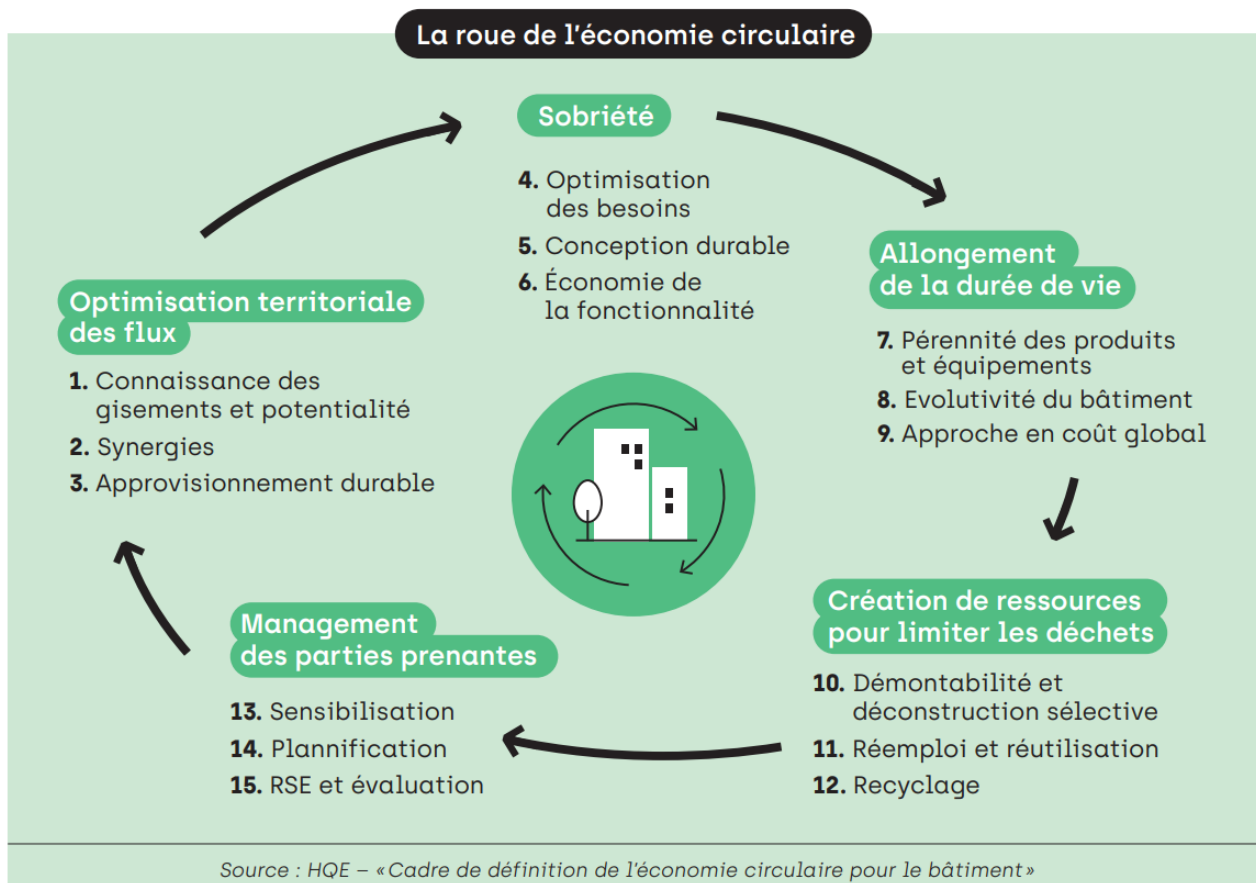 La roue de l'économie circulaire
Sobriété
4. Optimisation
des besoins
5. Conception durable
6. Économie de
la fonctionnalité
Allongement
de la durée de vie
7. Pérennité des produits
et équipements
8. Evolutivité du bâtiment
9. Approche en coût global
Création de ressources
pour limiter les déchets
10. Démontabilité et
déconstruction sélective
11. Réemploi et réutilisation
12. Recyclage
Management
des parties prenantes
13. Sensibilisation
14. Plannification
15. RSE et évaluation
Optimisation territoriale
des flux
1. Connaissance des
gisements et potentialité
2. Synergies
3. Approvisionnement durable
Source : HQE – «Cadre de définition de l'économie circulaire pour le bâtiment»